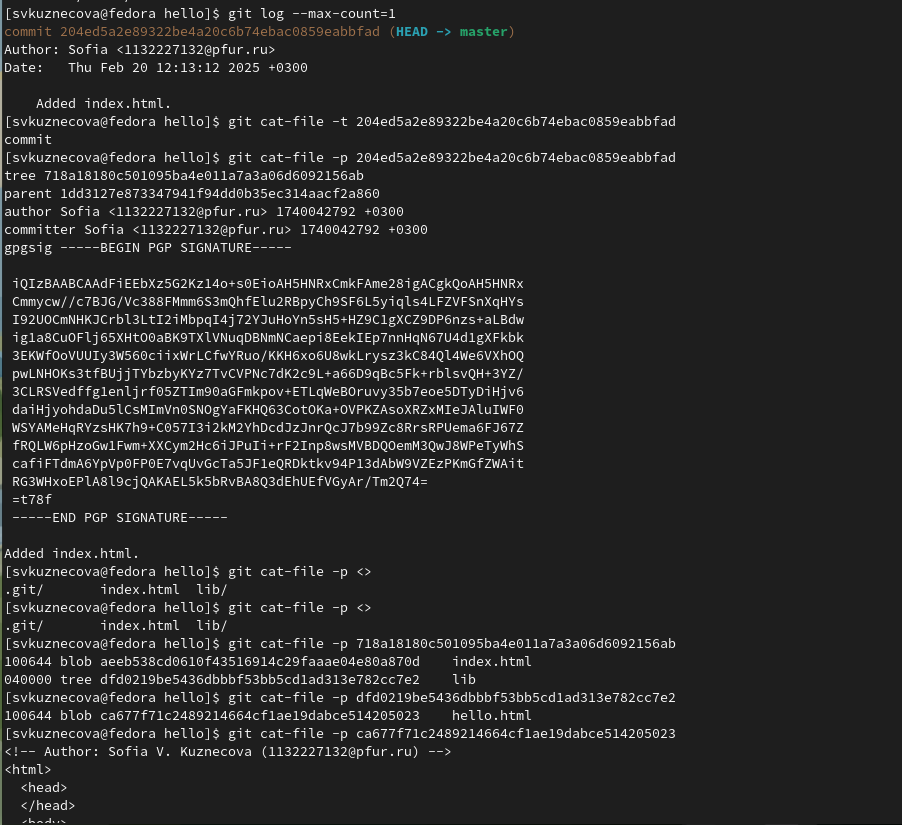 [svkuznecova@fedora hello]$ git log --max-count=1
commit 204ed5a2e89322be4a20c6b74ebac0859eabbfad (HEAD -> master)
Author: Sofia <1132227132@pfur.ru>
Date:   Thu Feb 20 12:13:12 2025 +0300

    Added index.html.
[svkuznecova@fedora hello]$ git cat-file -t 204ed5a2e89322be4a20c6b74ebac0859eabbfad
commit
[svkuznecova@fedora hello]$ git cat-file -p 204ed5a2e89322be4a20c6b74ebac0859eabbfad
tree 718a18180c501095ba4e011a7a3a06d6092156ab
parent 1dd3127e873347941f94dd0b35ec314aacf2a860
author Sofia <1132227132@pfur.ru> 1740042792 +0300
committer Sofia <1132227132@pfur.ru> 1740042792 +0300
gpgsig -----BEGIN PGP SIGNATURE-----

 iQIzBAABCAAdFiEEbXz5G2Kz14o+s0EioAH5HNRxCmkFAme28igACgkQoAH5HNRx
 Cmmycw//c7BJG/Vc388FMmm6S3mQhfElu2RBpyCh9SF6L5yiqls4LFZVFSnXqHYs
 I92UOCmNHKJCrbl3LtI2iMbpqI4j72YJuHoYn5sH5+HZ9C1gXCZ9DP6nzs+aLBdw
 ig1a8CuOFlj65XHtO0aBK9TXlVNuqDBNmNCaepi8EekIEp7nnHqN67U4d1gXFkbk
 3EKWfOoVUUIy3W560ciixWrLCfwYRuo/KKH6xo6U8wkLrysz3kC84Ql4We6VXhOQ
 pwLNHOKs3tfBUjjTYbzbyKYz7TvCVPNc7dK2c9L+a66D9qBc5Fk+rblsvQH+3YZ/
 3CLRSVedffg1enljrf05ZTIm90aGFmkpov+ETLqWeBOruvy35b7eoe5DTyDiHjv6
 daiHjyohdaDu5lCsMImVn0SNOgYaFKHQ63CotOKa+OVPKZAsoXRZxMIeJAluIWF0
 WSYAMeHqRYzsHK7h9+C057I3i2kM2YhDcdJzJnrQcJ7b99Zc8RrsRPUema6FJ67Z
 fRQLW6pHzoGw1Fwm+XXCym2Hc6iJPuIi+rF2Inp8wsMVBDQOemM3QwJ8WPeTyWhS
 cafiFTdmA6YpVp0FP0E7vqUvGcTa5JF1eQRDktkv94P13dAbW9VZEzPKmGfZWAit
 RG3WHxoEPlA8l9cjQAKAEL5k5bRvBA8Q3dEhUEfVGyAr/Tm2Q74=
 =t78f
 -----END PGP SIGNATURE-----

Added index.html.
[svkuznecova@fedora hello]$ git cat-file -p <>
.git/       index.html  lib/
[svkuznecova@fedora hello]$ git cat-file -p <>
.git/       index.html  lib/
[svkuznecova@fedora hello]$ git cat-file -p 718a18180c501095ba4e011a7a3a06d6092156ab
100644 blob aeeb538cd0610f43516914c29faaae04e80a870d    index.html
040000 tree dfd0219be5436dbbbf53bb5cd1ad313e782cc7e2    lib
[svkuznecova@fedora hello]$ git cat-file -p dfd0219be5436dbbbf53bb5cd1ad313e782cc7e2
100644 blob ca677f71c2489214664cf1ae19dabce514205023    hello.html
[svkuznecova@fedora hello]$ git cat-file -p ca677f71c2489214664cf1ae19dabce514205023
<!-- Author: Sofia V. Kuznecova (1132227132@pfur.ru) -->
<html>
  <head>
  </head>
  <body>